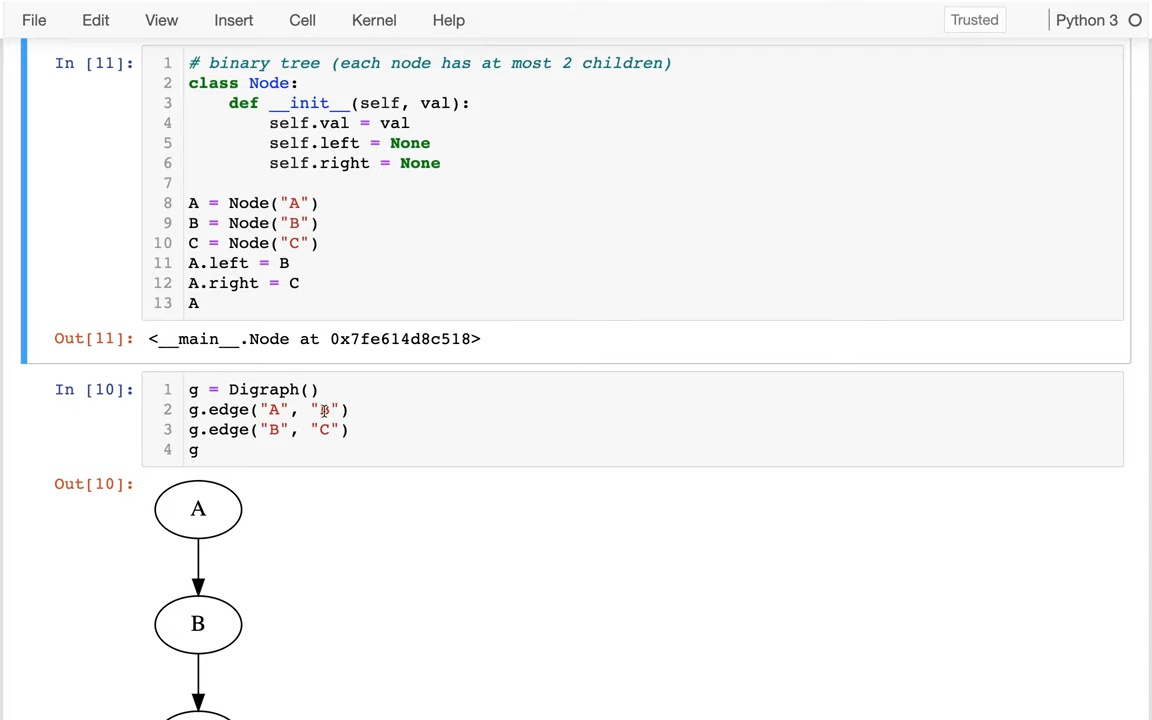 File Edit View Insert Cell Kernel Help Trusted Python 3
In [11]:
1 # binary tree (each node has at most 2 children)
2 class Node:
3     def __init__(self, val):
4         self.val = val
5         self.left = None
6         self.right = None
7
8 A = Node("A")
9 B = Node("B")
10 C = Node("C")
11 A.left = B
12 A.right = C
13 A
Out[11]: <__main__.Node at 0x7fe614d8c518>
In [10]:
1 g = Digraph()
2 g.edge("A", "B")
3 g.edge("B", "C")
4 g
Out[10]:
A
B